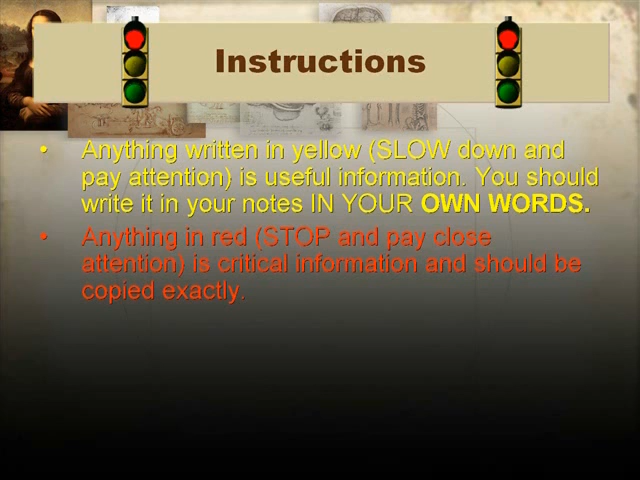 Instructions
• Anything written in yellow (SLOW down and
pay attention) is useful information. You should
write it in your notes IN YOUR OWN WORDS.
• Anything in red (STOP and pay close
attention) is critical information and should be
copied exactly.